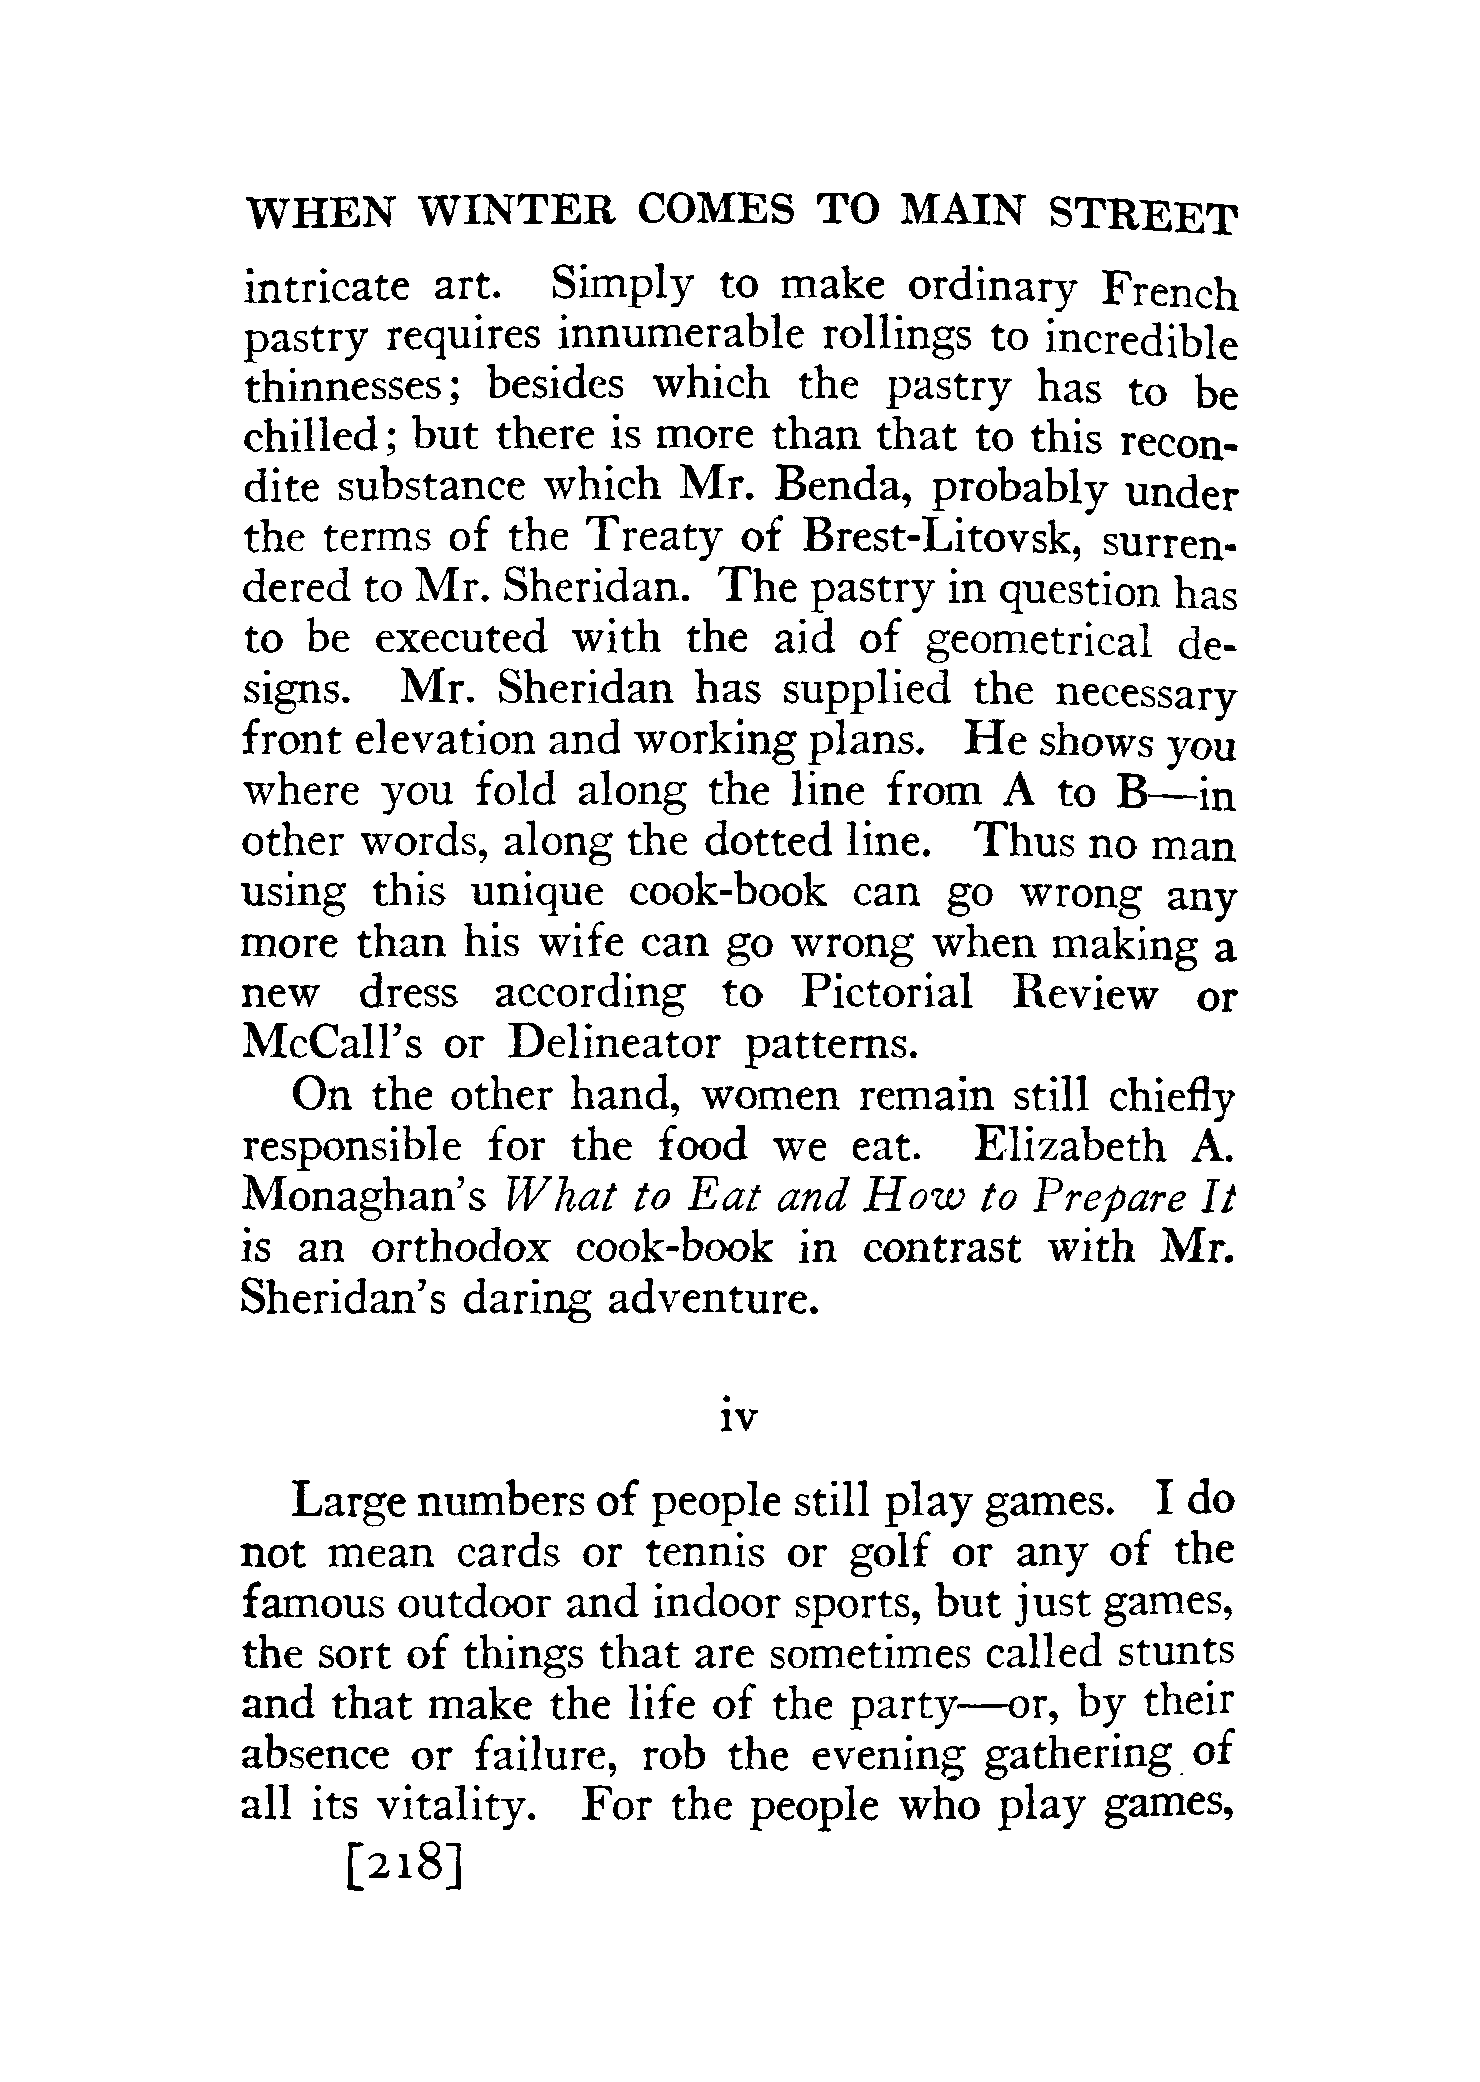 WHEN WINTER COMES TO MAIN STREET
intricate art. Simply to make ordinary French
pastry requires innumerable rollings to incredible
thinnesses; besides which the pastry has to be
chilled; but there is more than that to this recon-
dite substance which Mr. Benda, probably under
the terms of the Treaty of Brest-Litovsk, surren-
dered to Mr. Sheridan. The pastry in question has
to be executed with the aid of geometrical de-
signs. Mr. Sheridan has supplied the necessary
front elevation and working plans. He shows you
where you fold along the line from A to B—in
other words, along the dotted line. Thus no man
using this unique cook-book can go wrong any
more than his wife can go wrong when making a
new dress according to Pictorial Review or
McCall's or Delineator patterns.
On the other hand, women remain still chiefly
responsible for the food we eat. Elizabeth A.
Monaghan's What to Eat and How to Prepare It
is an orthodox cook-book in contrast with Mr.
Sheridan's daring adventure.
iv
Large numbers of people still play games. I do
not mean cards or tennis or golf or any of the
famous outdoor and indoor sports, but just games,
the sort of things that are sometimes called stunts
and that make the life of the party—or, by their
absence or failure, rob the evening gathering of
all its vitality. For the people who play games,
[218]